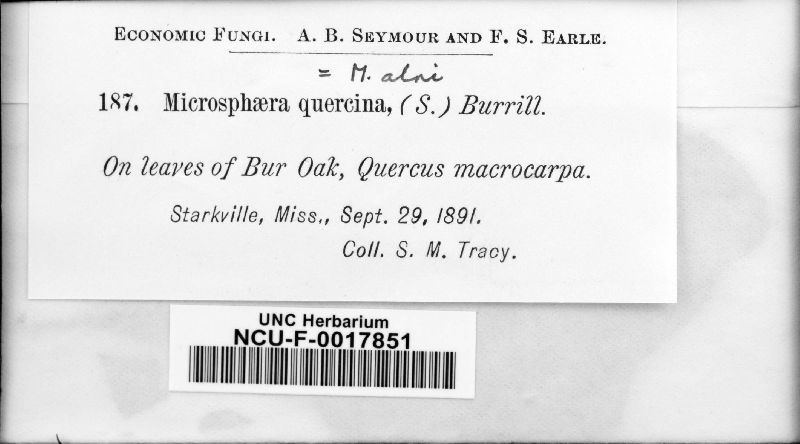 Economic Fungi. A. B. Seymour and F. S. Earle.
= M. alni
187. Microsphæra quercina, (S.) Burrill.
On leaves of Bur Oak, Quercus macrocarpa.
Starkville, Miss., Sept. 29, 1891.
Coll. S. M. Tracy.
UNC Herbarium
NCU-F-0017851